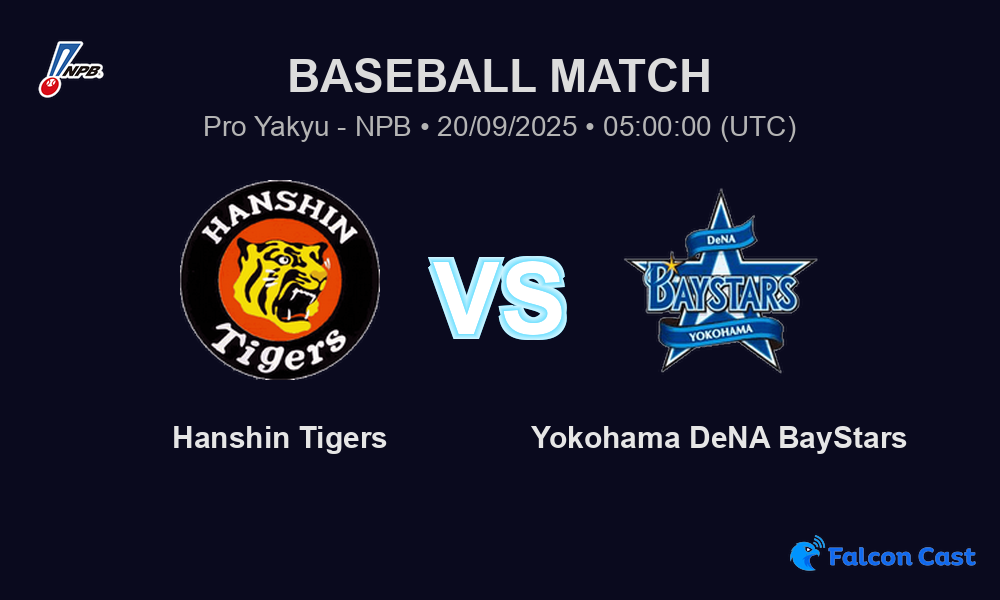 NPB
BASEBALL MATCH
Pro Yakyu - NPB • 20/09/2025 • 05:00:00 (UTC)
HANSHIN
Tigers
VS
DeNA
BAYSTARS
YOKOHAMA
Hanshin Tigers
Yokohama DeNA BayStars
Falcon Cast